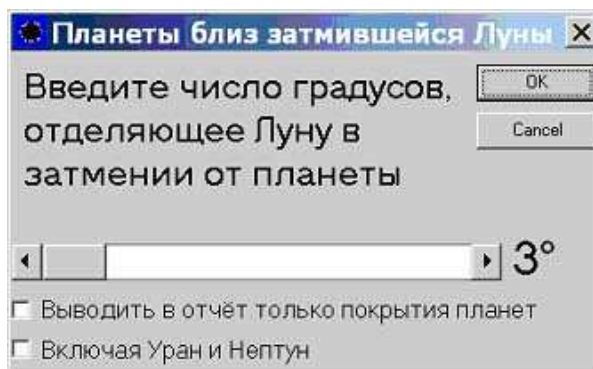 Планеты близ затмившейся Луны
Введите число градусов,
отделяющее Луну в
затмении от планеты
OK
Cancel
3°
Выводить в отчёт только покрытия планет
Включая Уран и Нептун